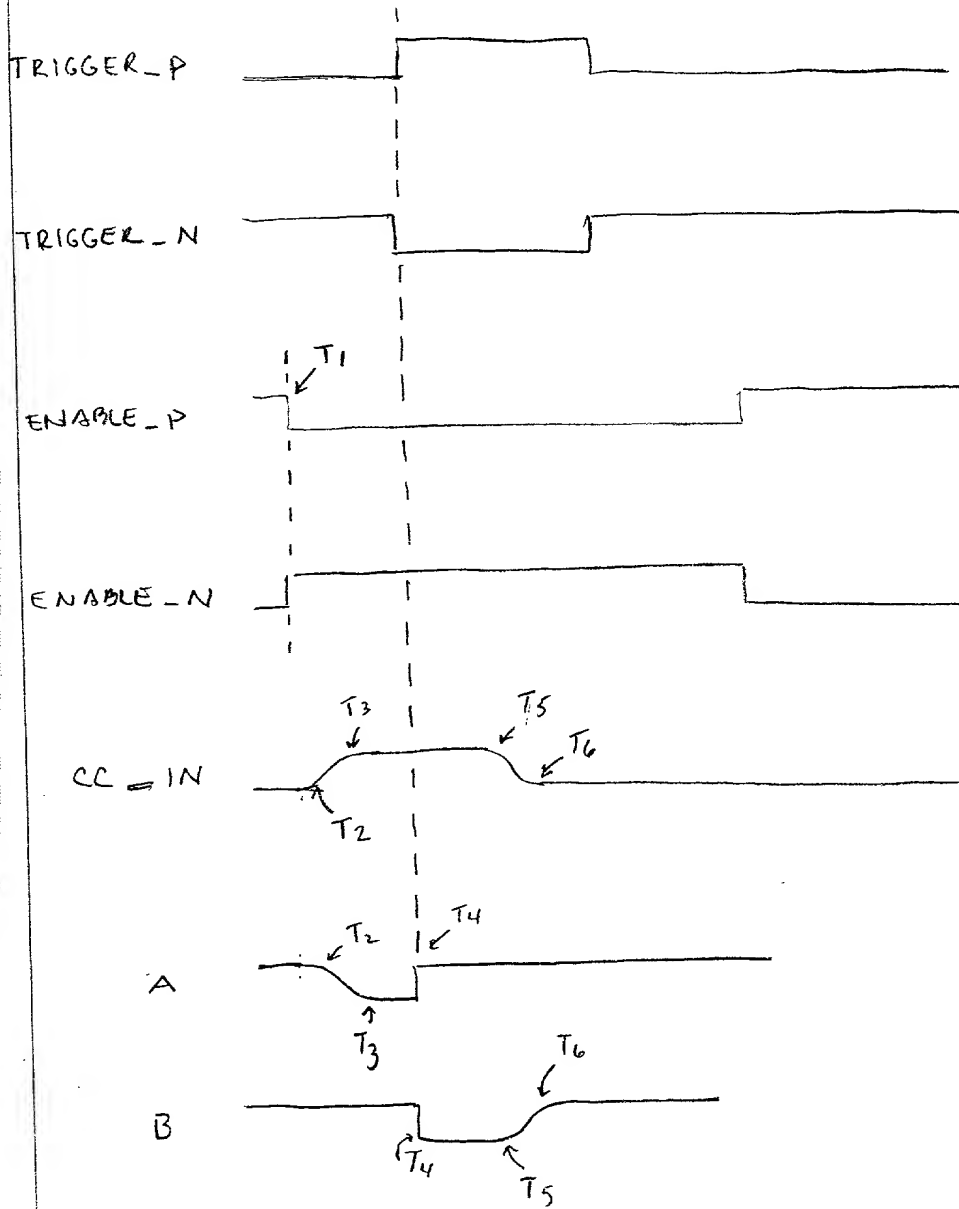 TRIGGER_P
TRIGGER_N
T1
ENABLE_P
ENABLE_N
T3
T5
T6
CC_IN
T2
T2
T4
A
T3
T6
B
T4
T5